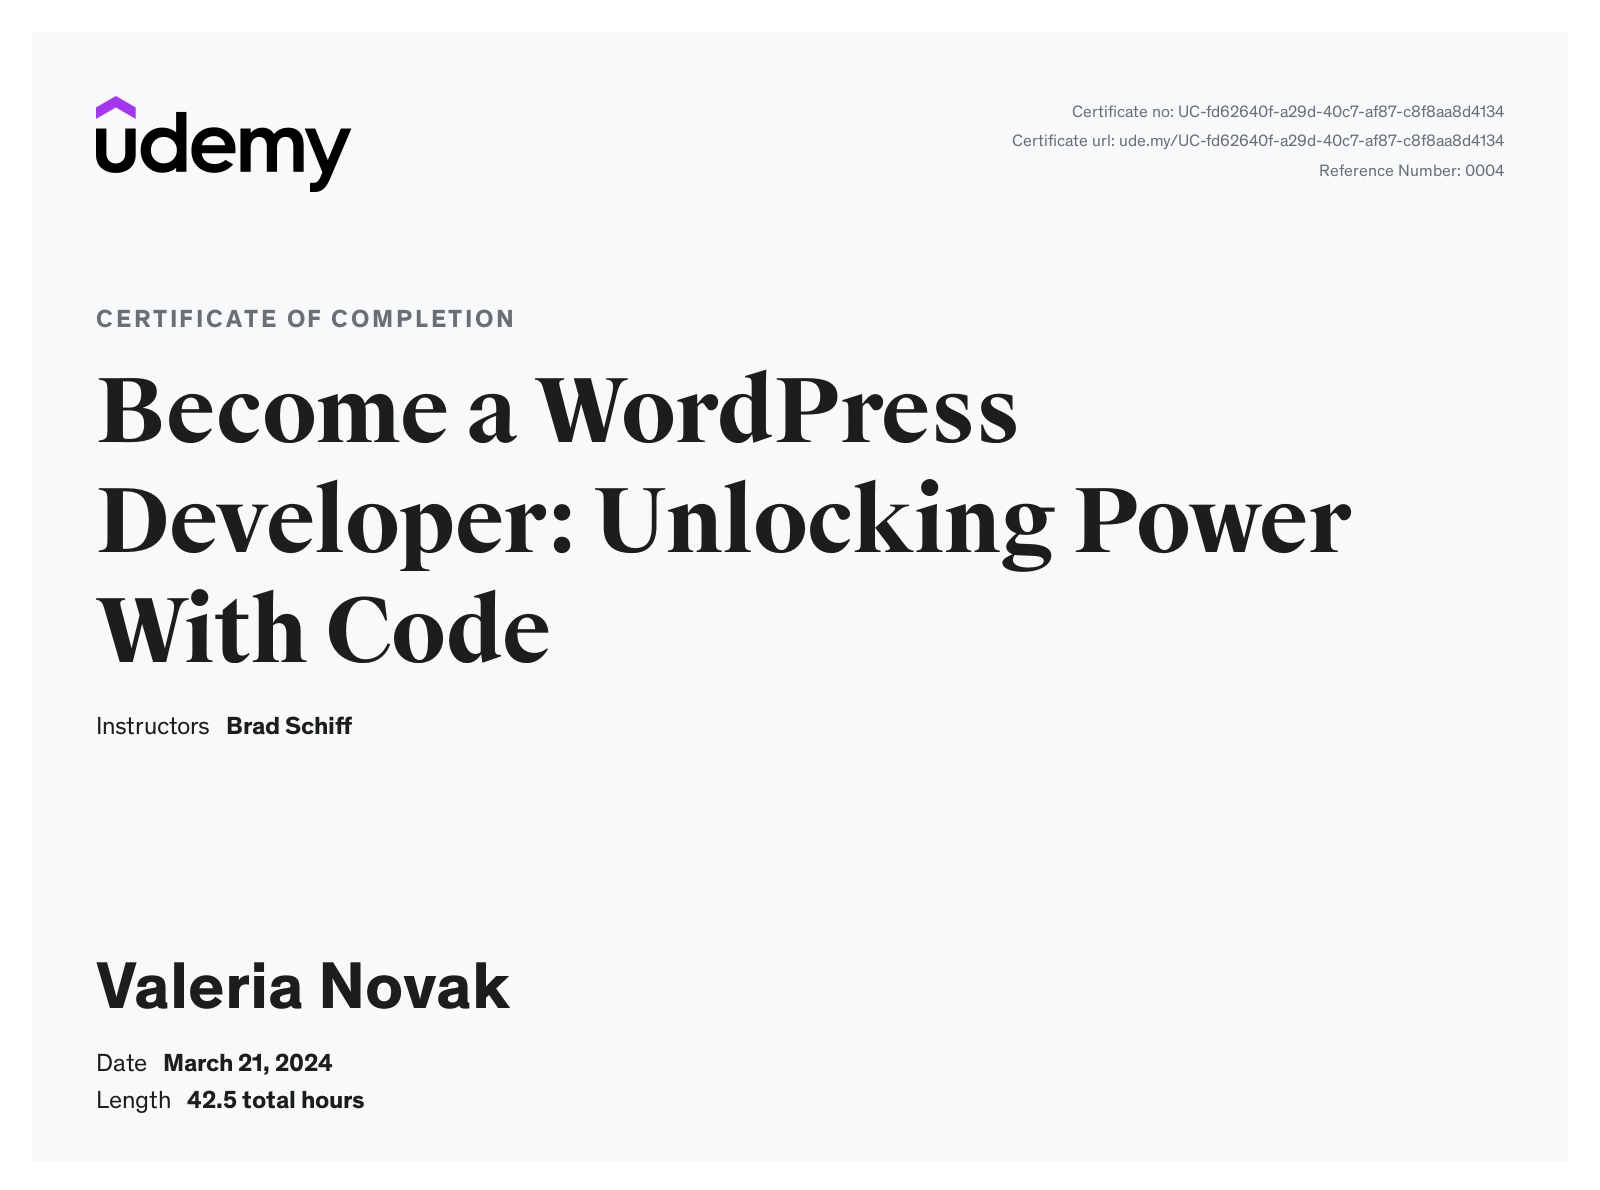 udemy
Certificate no: UC-fd62640f-a29d-40c7-af87-c8f8aa8d4134
Certificate url: ude.my/UC-fd62640f-a29d-40c7-af87-c8f8aa8d4134
Reference Number: 0004
CERTIFICATE OF COMPLETION
Become a WordPress
Developer: Unlocking Power
With Code
Instructors Brad Schiff
Valeria Novak
Date March 21, 2024
Length 42.5 total hours